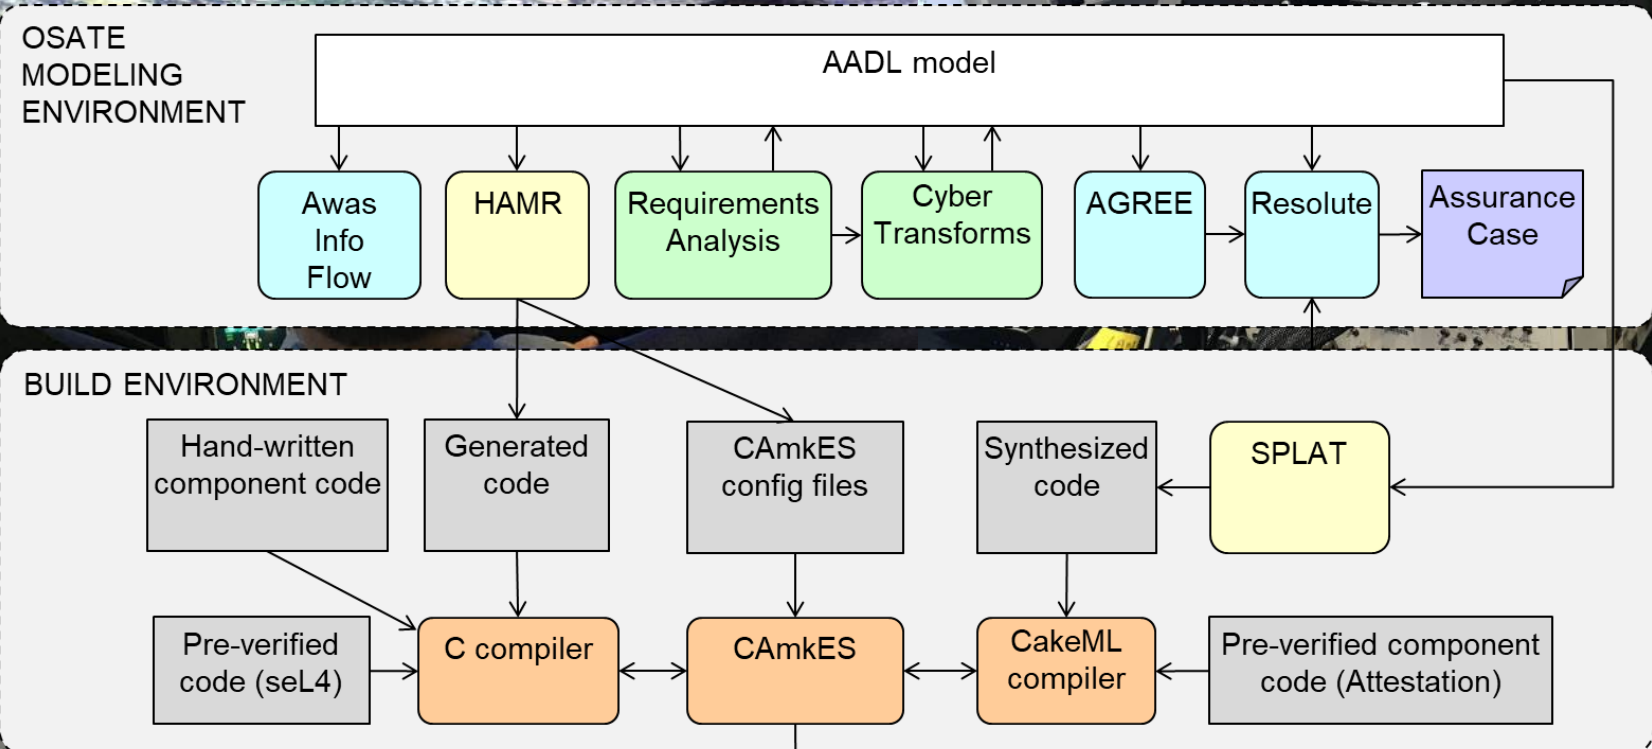 OSATE
MODELING
ENVIRONMENT
AADL model
Awas
Info
Flow
HAMR
Requirements
Analysis
Cyber
Transforms
AGREE
Resolute
Assurance
Case
BUILD ENVIRONMENT
Hand-written
component code
Generated
code
CAmkES
config files
Synthesized
code
SPLAT
Pre-verified
code (seL4)
C compiler
CAmkES
CakeML
compiler
Pre-verified component
code (Attestation)